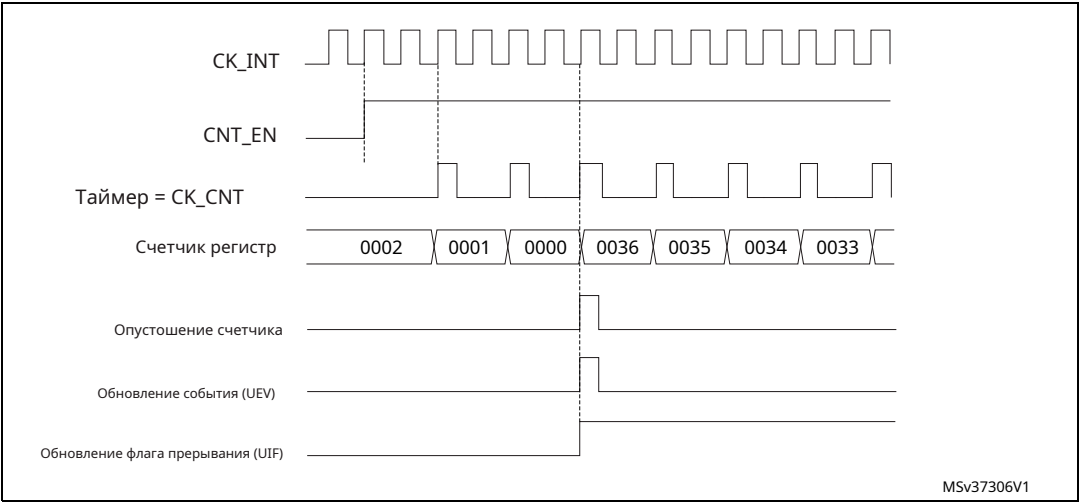 CK_INT
CNT_EN
Таймер = CK_CNT
Счетчик регистр
0002 0001 0000 0036 0035 0034 0033
Опустошение счетчика
Обновление события (UEV)
Обновление флага прерывания (UIF)
MSv37306V1